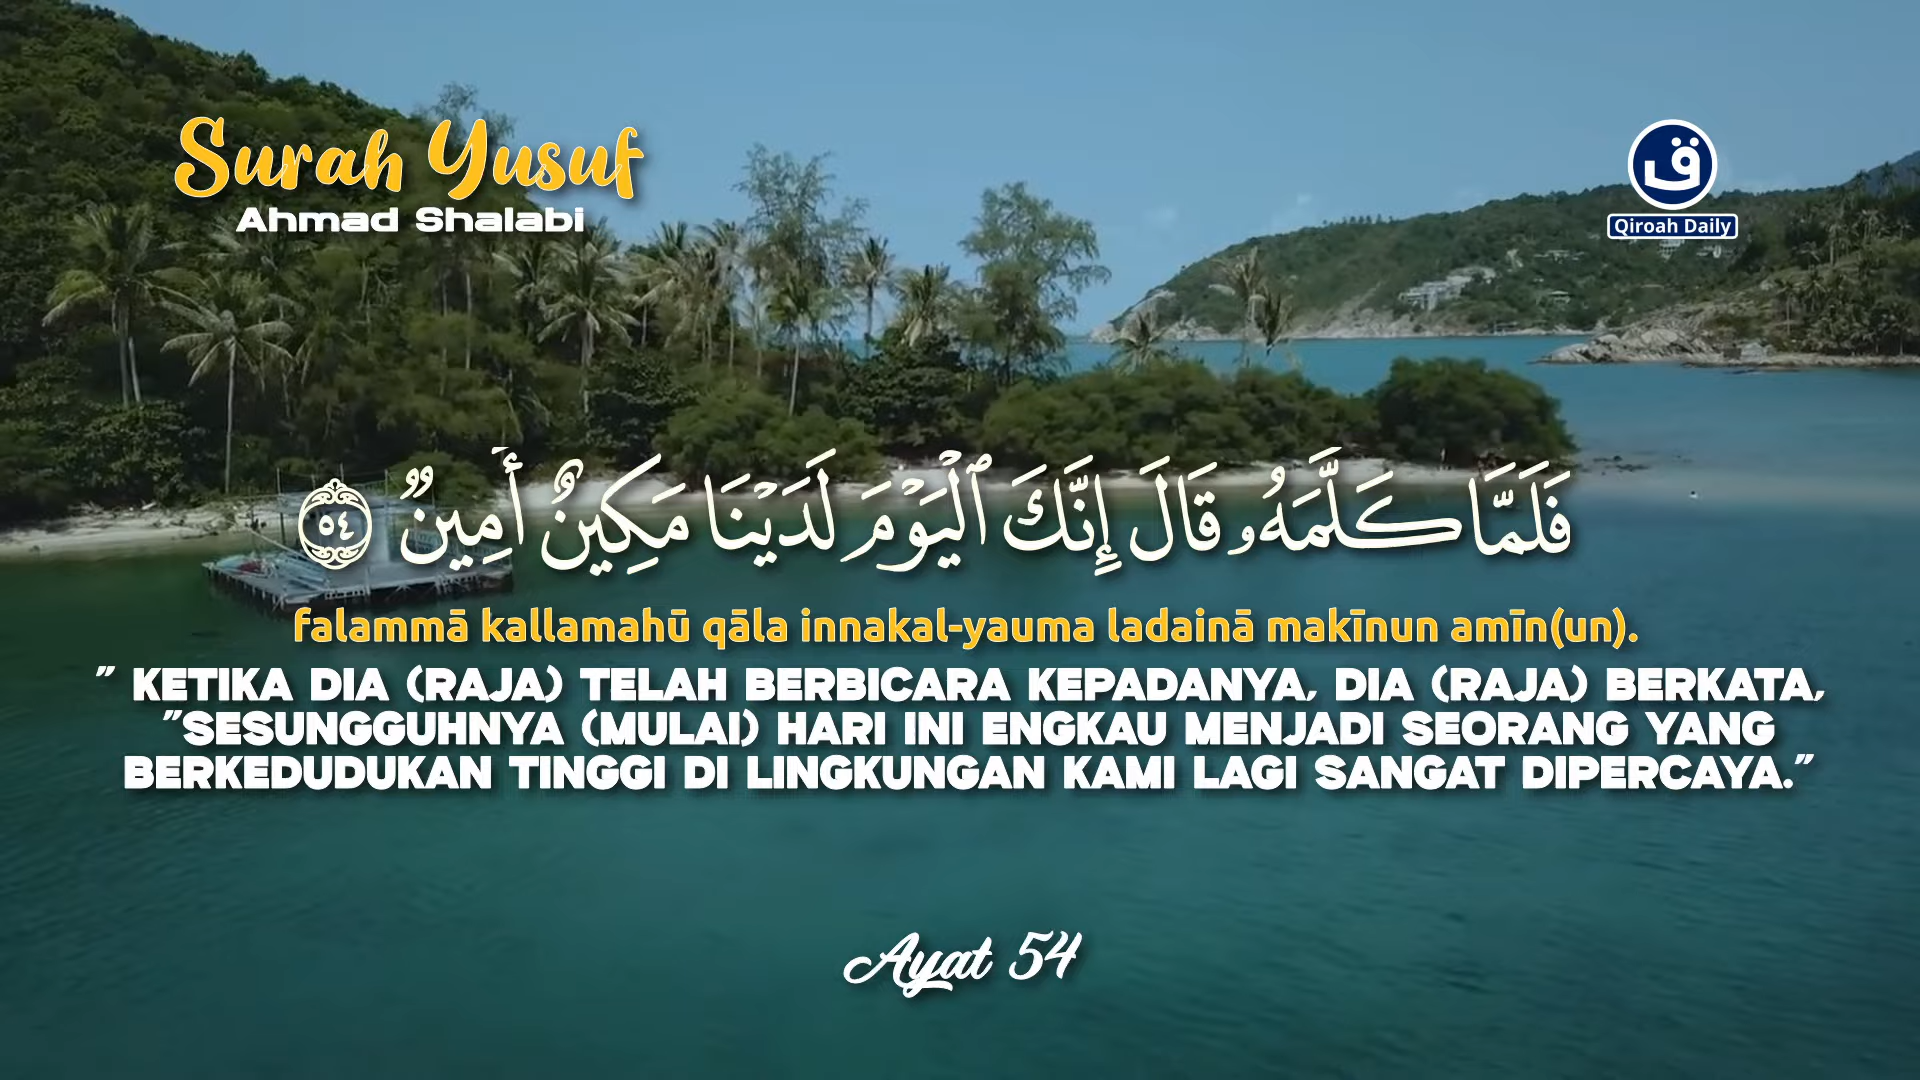 Surah Yusuf
Ahmad Shalabi
ق
Qiroah Daily
فَلَمَّا كَلَّمَهُۥ قَالَ إِنَّكَ ٱلْيَوْمَ لَدَيْنَا مَكِينٌ أَمِينٌ ٥٤
falammā kallamahū qāla innakal-yauma ladainā makīnun amīn(un).
" KETIKA DIA (RAJA) TELAH BERBICARA KEPADANYA, DIA (RAJA) BERKATA,
"SESUNGGUHNYA (MULAI) HARI INI ENGKAU MENJADI SEORANG YANG
BERKEDUDUKAN TINGGI DI LINGKUNGAN KAMI LAGI SANGAT DIPERCAYA."
Ayat 54